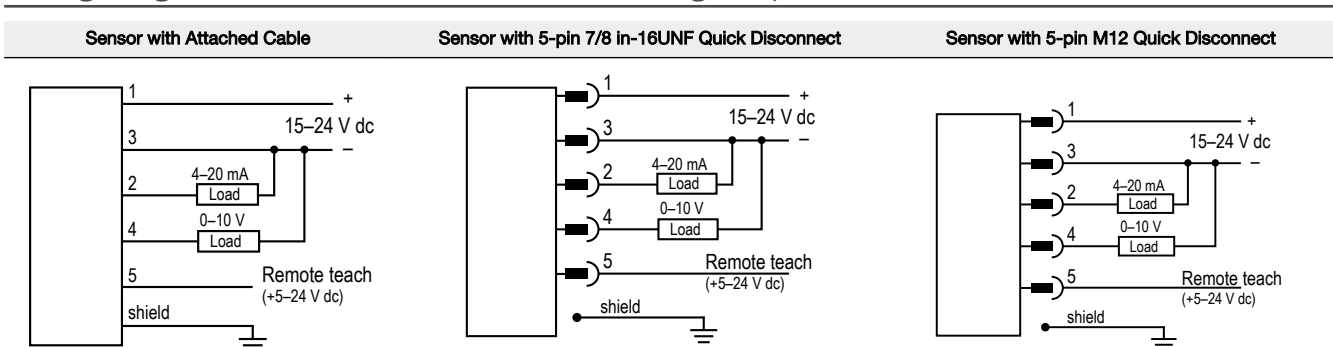 Sensor with Attached Cable
Sensor with 5-pin 7/8 in-16UNF Quick Disconnect
Sensor with 5-pin M12 Quick Disconnect
1
+
15–24 V dc
3
–
4–20 mA
2
Load
0–10 V
4
Load
5
Remote teach
(+5–24 V dc)
shield
1
+
15–24 V dc
3
–
4–20 mA
2
Load
0–10 V
4
Load
5
Remote teach
(+5–24 V dc)
shield
1
+
15–24 V dc
3
–
4–20 mA
2
Load
0–10 V
4
Load
5
Remote teach
(+5–24 V dc)
shield